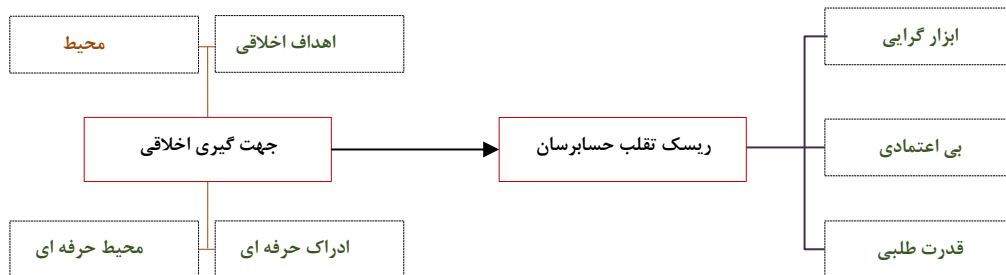 ابزار گرایی
اهداف اخلاقی
محیط
جهت گیری اخلاقی
ریسک تقلب حسابرسان
بی اعتمادی
ادراک حرفه ای
محیط حرفه ای
قدرت طلبی